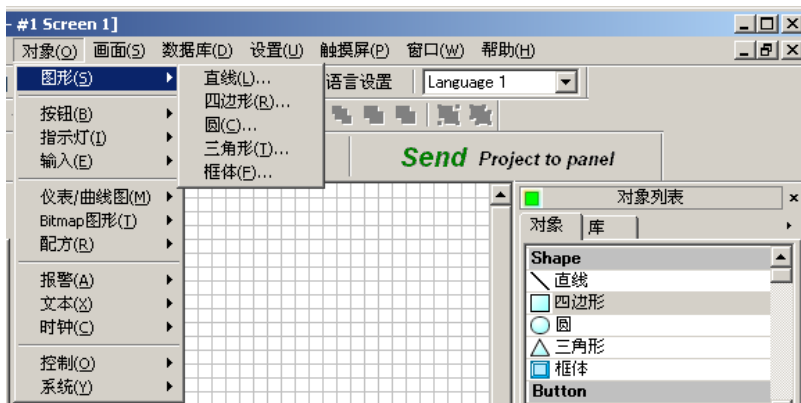 - #1 Screen 1]
对象(O) 画面(S) 数据库(D) 设置(U) 触摸屏(P) 窗口(W) 帮助(H)
图形(S)
直线(L)...
四边形(R)...
圆(C)...
三角形(T)...
框体(F)...
语言设置 Language 1
按钮(B)
指示灯(I)
输入(E)
Send Project to panel
仪表/曲线图(M)
Bitmap图形(T)
配方(R)
报警(A)
文本(X)
时钟(C)
控制(O)
系统(Y)
对象列表
对象 库
Shape
直线
四边形
圆
三角形
框体
Button